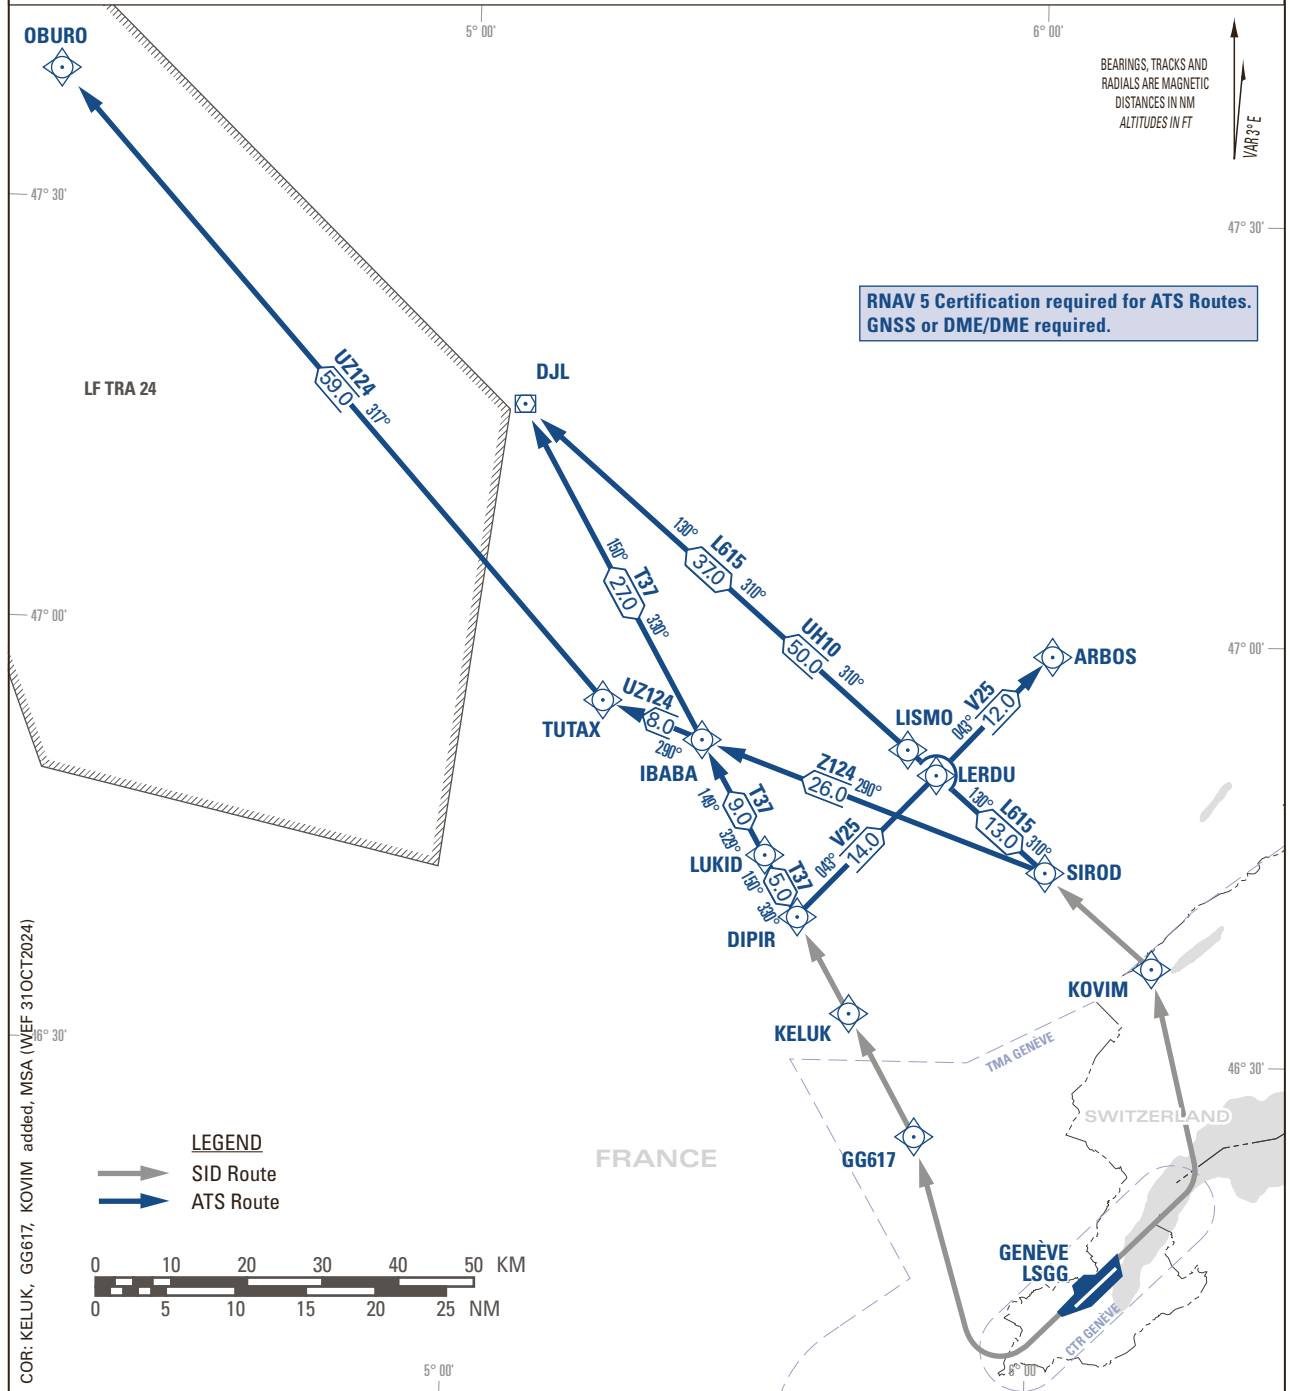 OBURO
5° 00'
6° 00'
BEARINGS, TRACKS AND
RADIALS ARE MAGNETIC
DISTANCES IN NM
ALTITUDES IN FT
VAR 3° E
47° 30'
47° 30'
RNAV 5 Certification required for ATS Routes.
GNSS or DME/DME required.
UZ124
59.0
317°
LF TRA 24
DJL
130°
L615
37.0
310°
150°
T37
27.0
330°
UH10
50.0
310°
47° 00'
47° 00'
ARBOS
V25
12.0
043°
LISMO
UZ124
8.0
290°
TUTAX
IBABA
LERDU
Z124
26.0
290°
130°
L615
13.0
310°
149°
T37
9.0
329°
V25
14.0
043°
LUKID
T37
5.0
150°
330°
SIROD
DIPIR
KOVIM
KELUK
46° 30'
46° 30'
TMA GENÈVE
SWITZERLAND
FRANCE
GG617
LEGEND
SID Route
ATS Route
GENÈVE
LSGG
CTR GENÈVE
0 10 20 30 40 50 KM
0 5 10 15 20 25 NM
5° 00'
6° 00'
COR: KELUK, GG617, KOVIM added, MSA (WEF 31OCT2024)